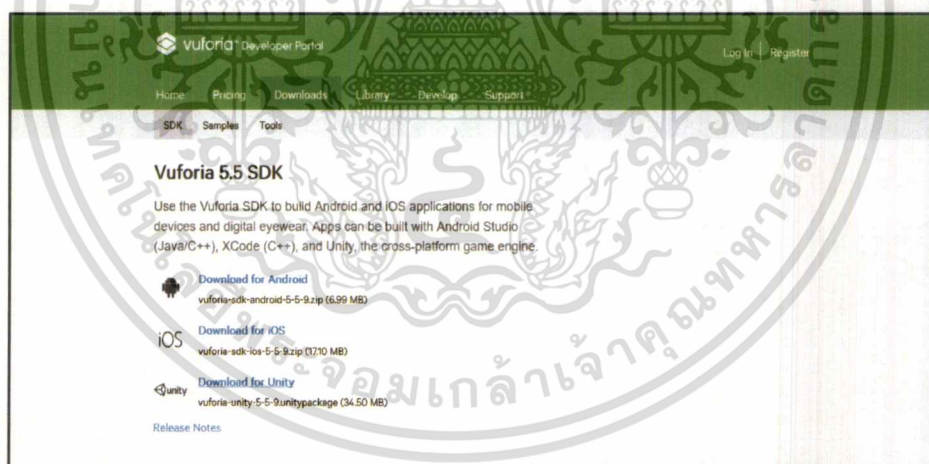 vuforia™ Developer Portal
Log In | Register
Home Pricing Downloads Library Develop Support
SDK Samples Tools
Vuforia 5.5 SDK
Use the Vuforia SDK to build Android and iOS applications for mobile
devices and digital eyewear. Apps can be built with Android Studio
(Java/C++), XCode (C++), and Unity, the cross-platform game engine.
Download for Android
vuforia-sdk-android-5-5-9.zip (6.99 MB)
iOS
Download for iOS
vuforia-sdk-ios-5-5-9.zip (17.10 MB)
unity
Download for Unity
vuforia-unity-5-5-9.unitypackage (34.50 MB)
Release Notes
พระจอมเกล้าเจ้าคุณทหาร